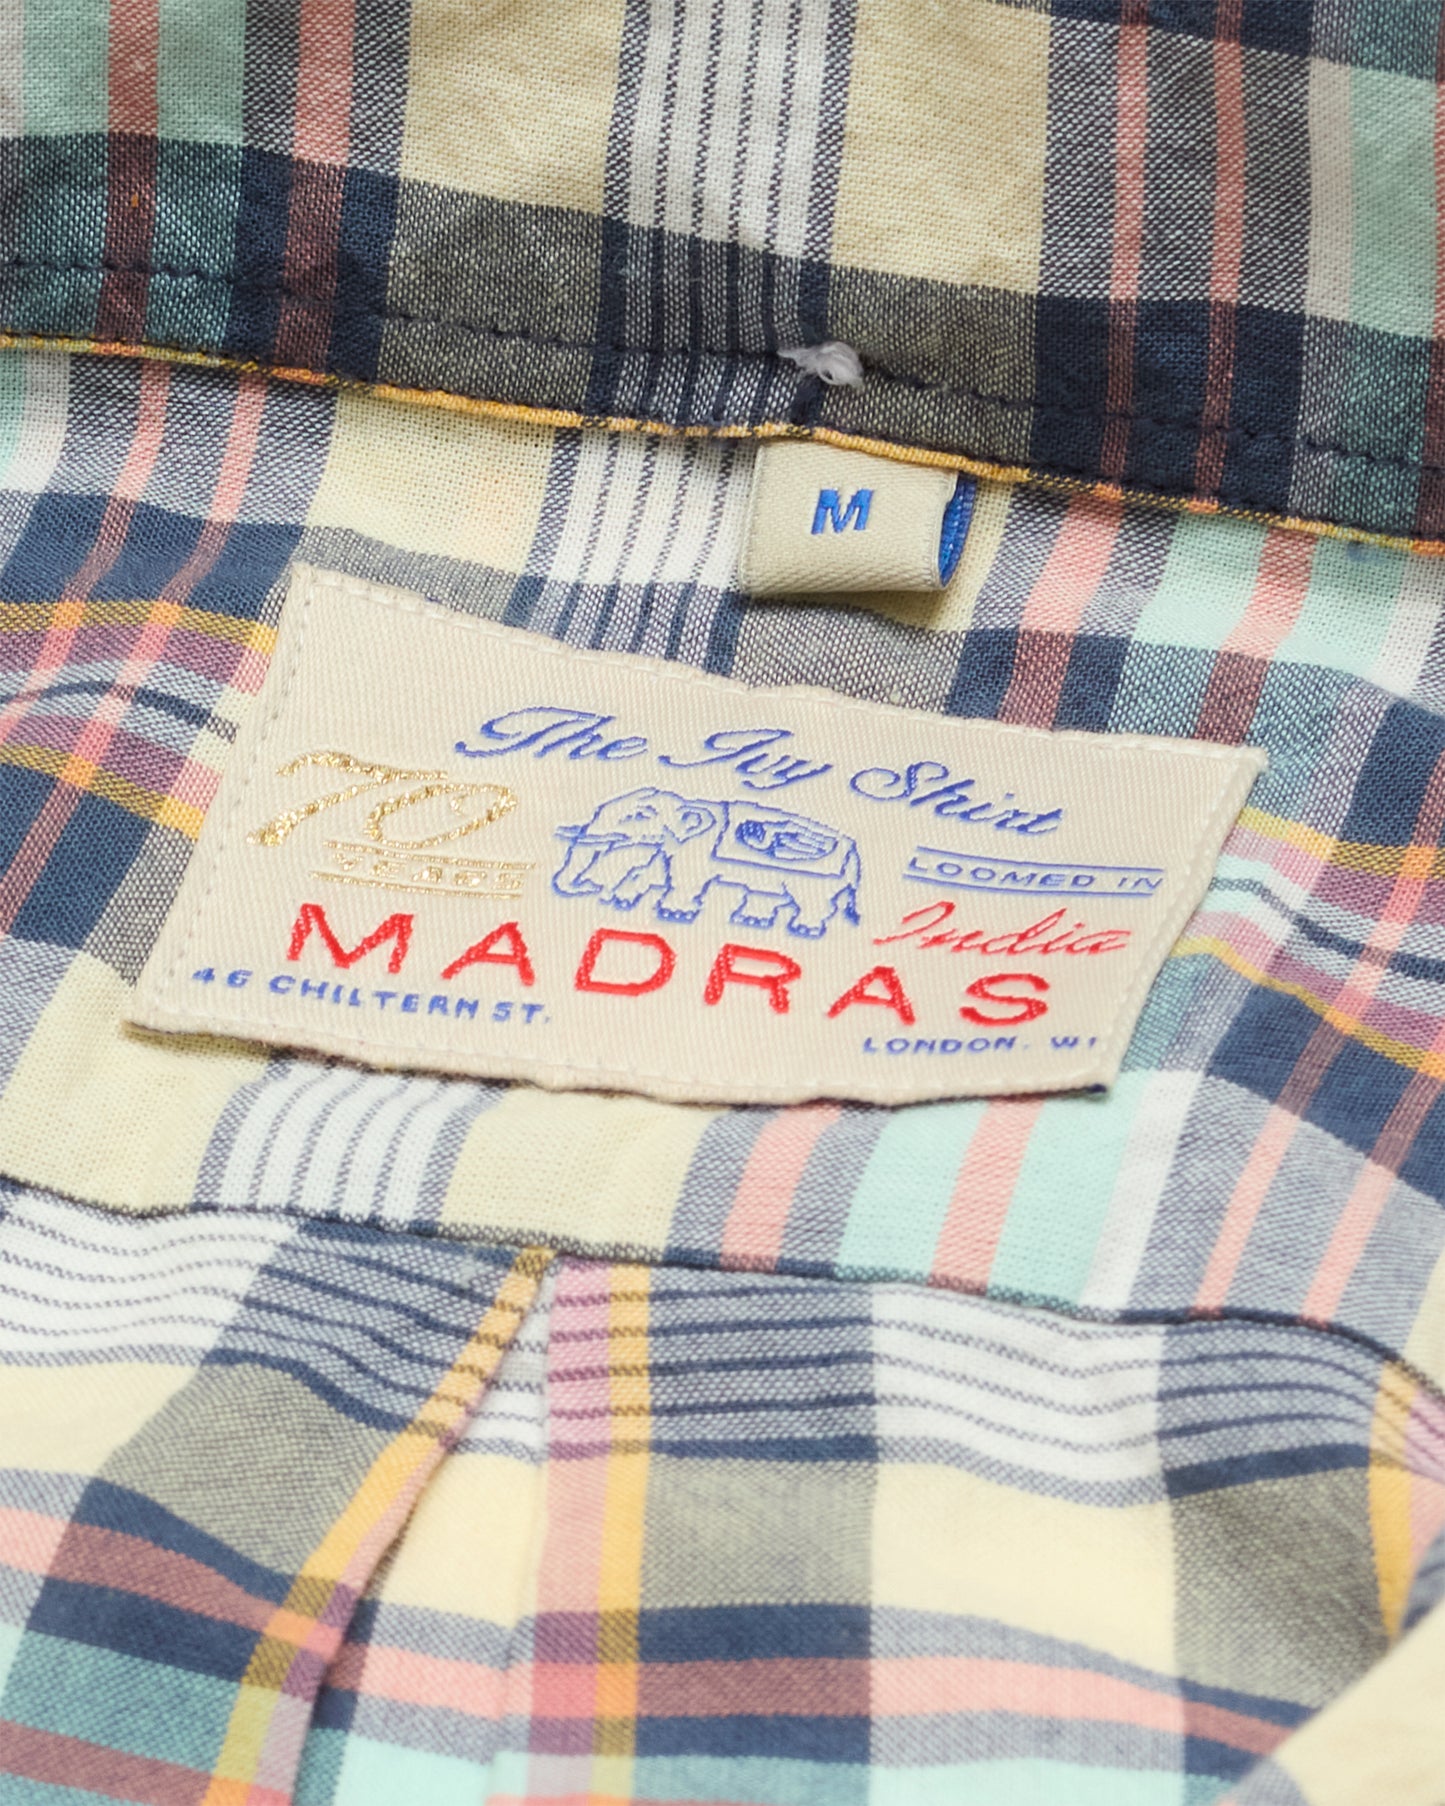 M
The Ivy Shirt
70
YEARS
LOOMED IN
India
MADRAS
46 CHILTERN ST.
LONDON. W1